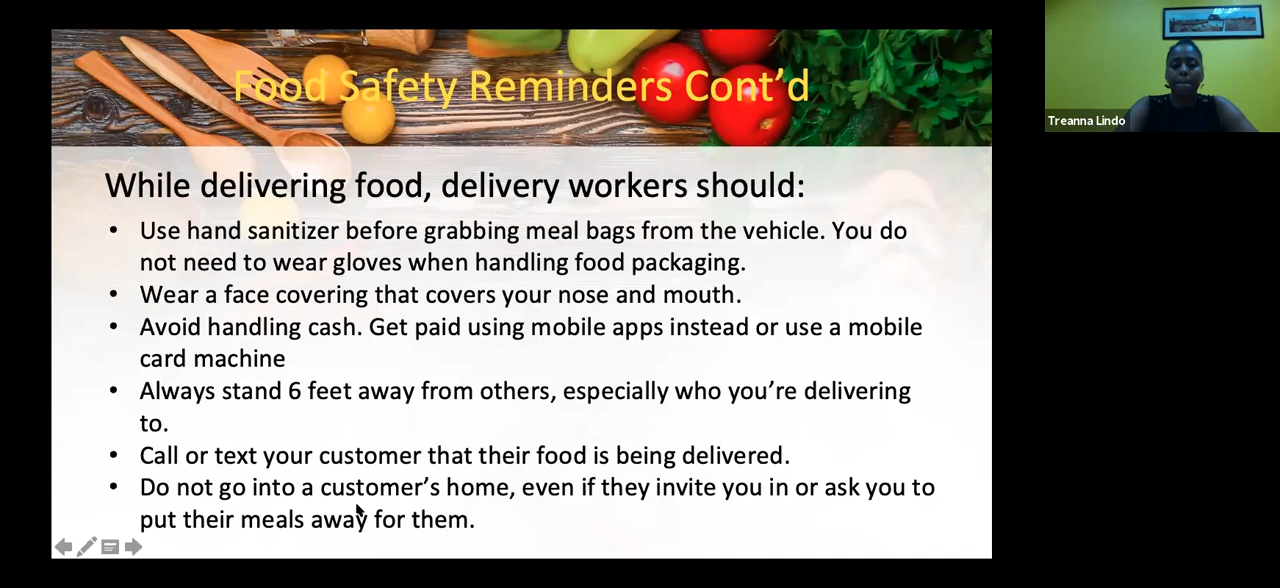 Food Safety Reminders Cont’d
Treanna Lindo
While delivering food, delivery workers should:
• Use hand sanitizer before grabbing meal bags from the vehicle. You do
not need to wear gloves when handling food packaging.
• Wear a face covering that covers your nose and mouth.
• Avoid handling cash. Get paid using mobile apps instead or use a mobile
card machine
• Always stand 6 feet away from others, especially who you’re delivering
to.
• Call or text your customer that their food is being delivered.
• Do not go into a customer’s home, even if they invite you in or ask you to
put their meals away for them.